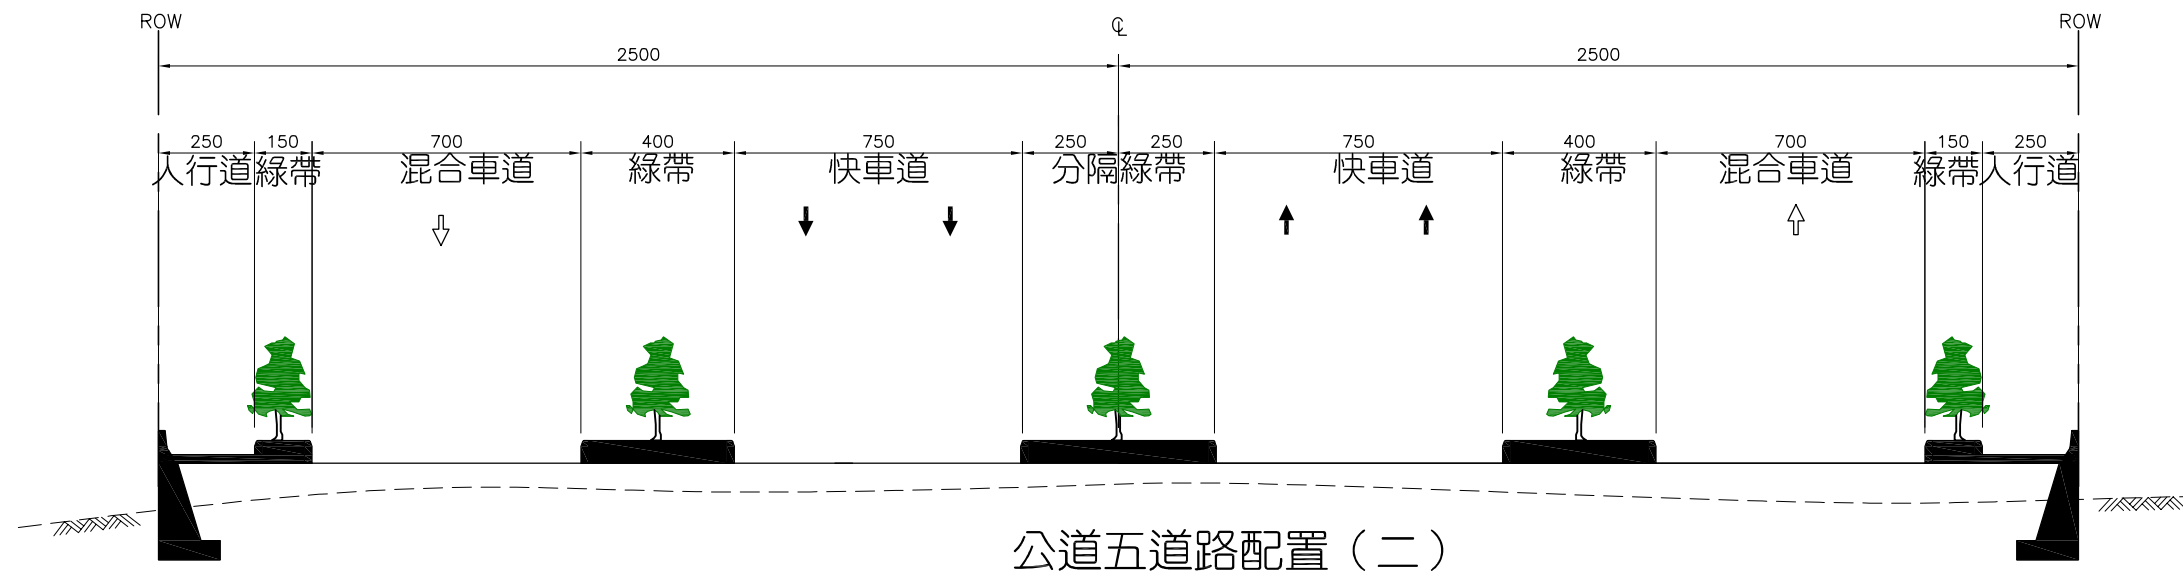 ROW ℄ ROW
2500 2500
250 150 700 400 750 250 250 750 400 700 150 250
人行道 綠帶 混合車道 綠帶 快車道 分隔綠帶 快車道 綠帶 混合車道 綠帶 人行道
公道五道路配置（二）